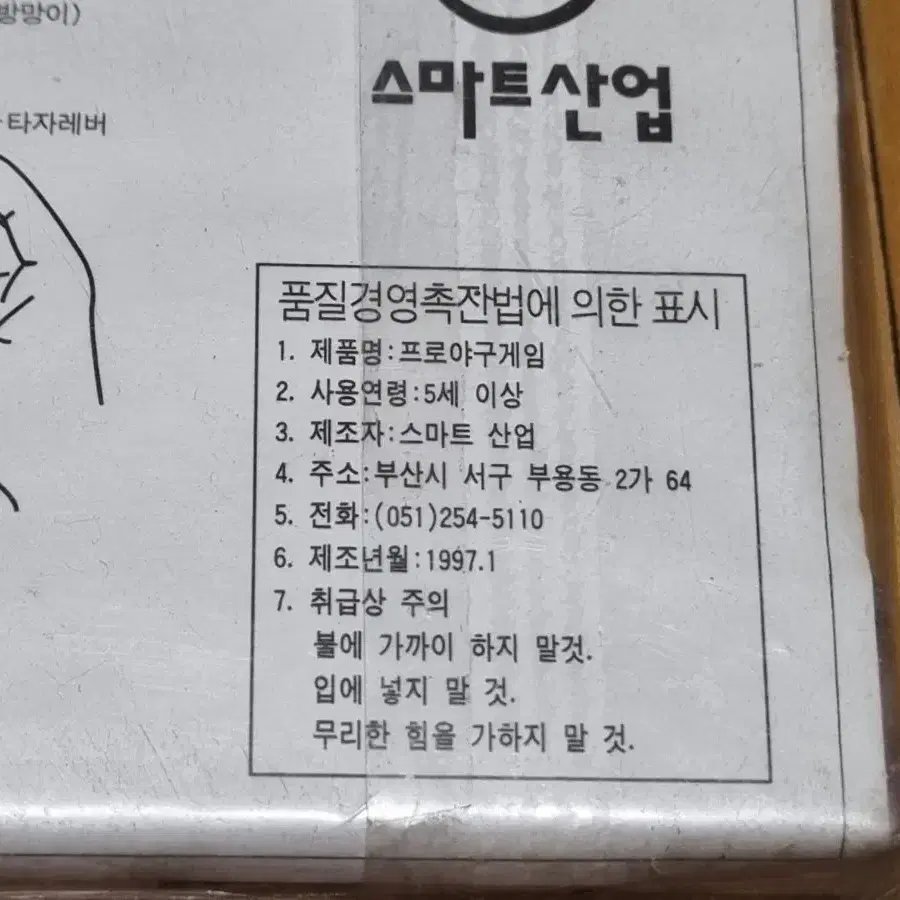 방망이)
타자레버
스마트산업
품질경영촉잔법에 의한 표시
1. 제품명:프로야구게임
2. 사용연령:5세 이상
3. 제조자:스마트 산업
4. 주소:부산시 서구 부용동 2가 64
5. 전화:(051)254-5110
6. 제조년월:1997.1
7. 취급상 주의
불에 가까이 하지 말것.
입에 넣지 말 것.
무리한 힘을 가하지 말 것.